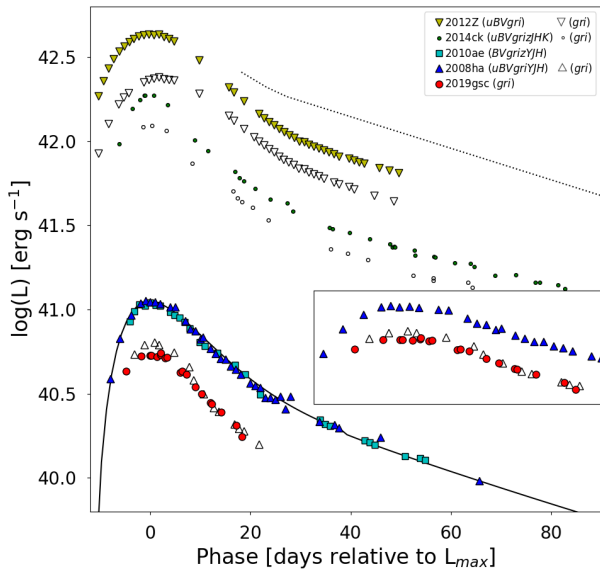 2012Z (uBVgri) (gri)
2014ck (uBVgrizJHK) (gri)
2010ae (BVgrizYJH)
2008ha (uBVgriYJH) (gri)
2019gsc (gri)
log(L) [erg s⁻¹]
42.5
42.0
41.5
41.0
40.5
40.0
0 20 40 60 80
Phase [days relative to Lmax]